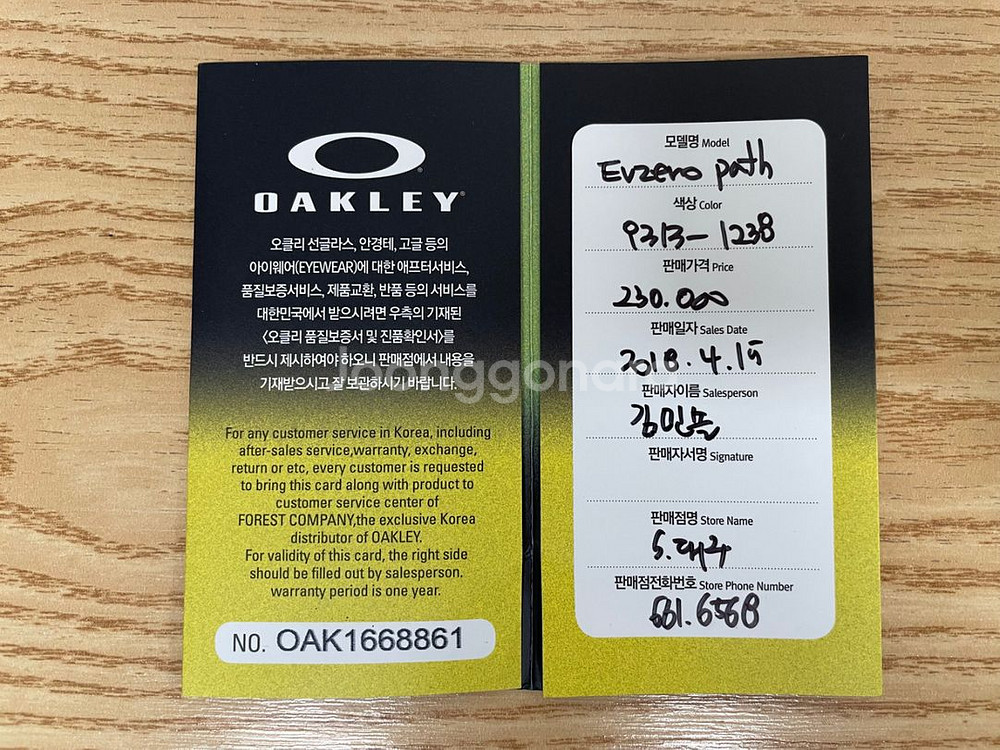 OAKLEY
오클리 선글라스, 안경테, 고글 등의
아이웨어(EYEWEAR)에 대한 애프터서비스,
품질보증서비스, 제품교환, 반품 등의 서비스를
대한민국에서 받으시려면 우측의 기재된
〈오클리 품질보증서 및 진품확인서〉를
반드시 제시하여야 하오니 판매점에서 내용을
기재받으시고 잘 보관하시기 바랍니다.
For any customer service in Korea, including
after-sales service,warranty, exchange,
return or etc, every customer is requested
to bring this card along with product to
customer service center of
FOREST COMPANY,the exclusive Korea
distributor of OAKLEY.
For validity of this card, the right side
should be filled out by salesperson.
warranty period is one year.
NO. OAK1668861
모델명 Model
Evzero path
색상 Color
9313-1238
판매가격 Price
230.000
판매일자 Sales Date
2018.4.15
판매자이름 Salesperson
판매자서명 Signature
판매점명 Store Name
S.대구
판매점전화번호 Store Phone Number
661.6568